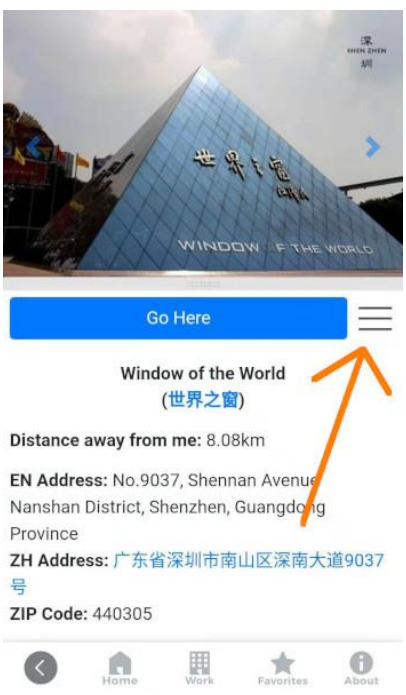 深
SHEN ZHEN
圳
世界之窗
WINDOW OF THE WORLD
Go Here
Window of the World
(世界之窗)
Distance away from me: 8.08km
EN Address: No.9037, Shennan Avenue,
Nanshan District, Shenzhen, Guangdong
Province
ZH Address: 广东省深圳市南山区深南大道9037
号
ZIP Code: 440305
Home
Work
Favorites
About